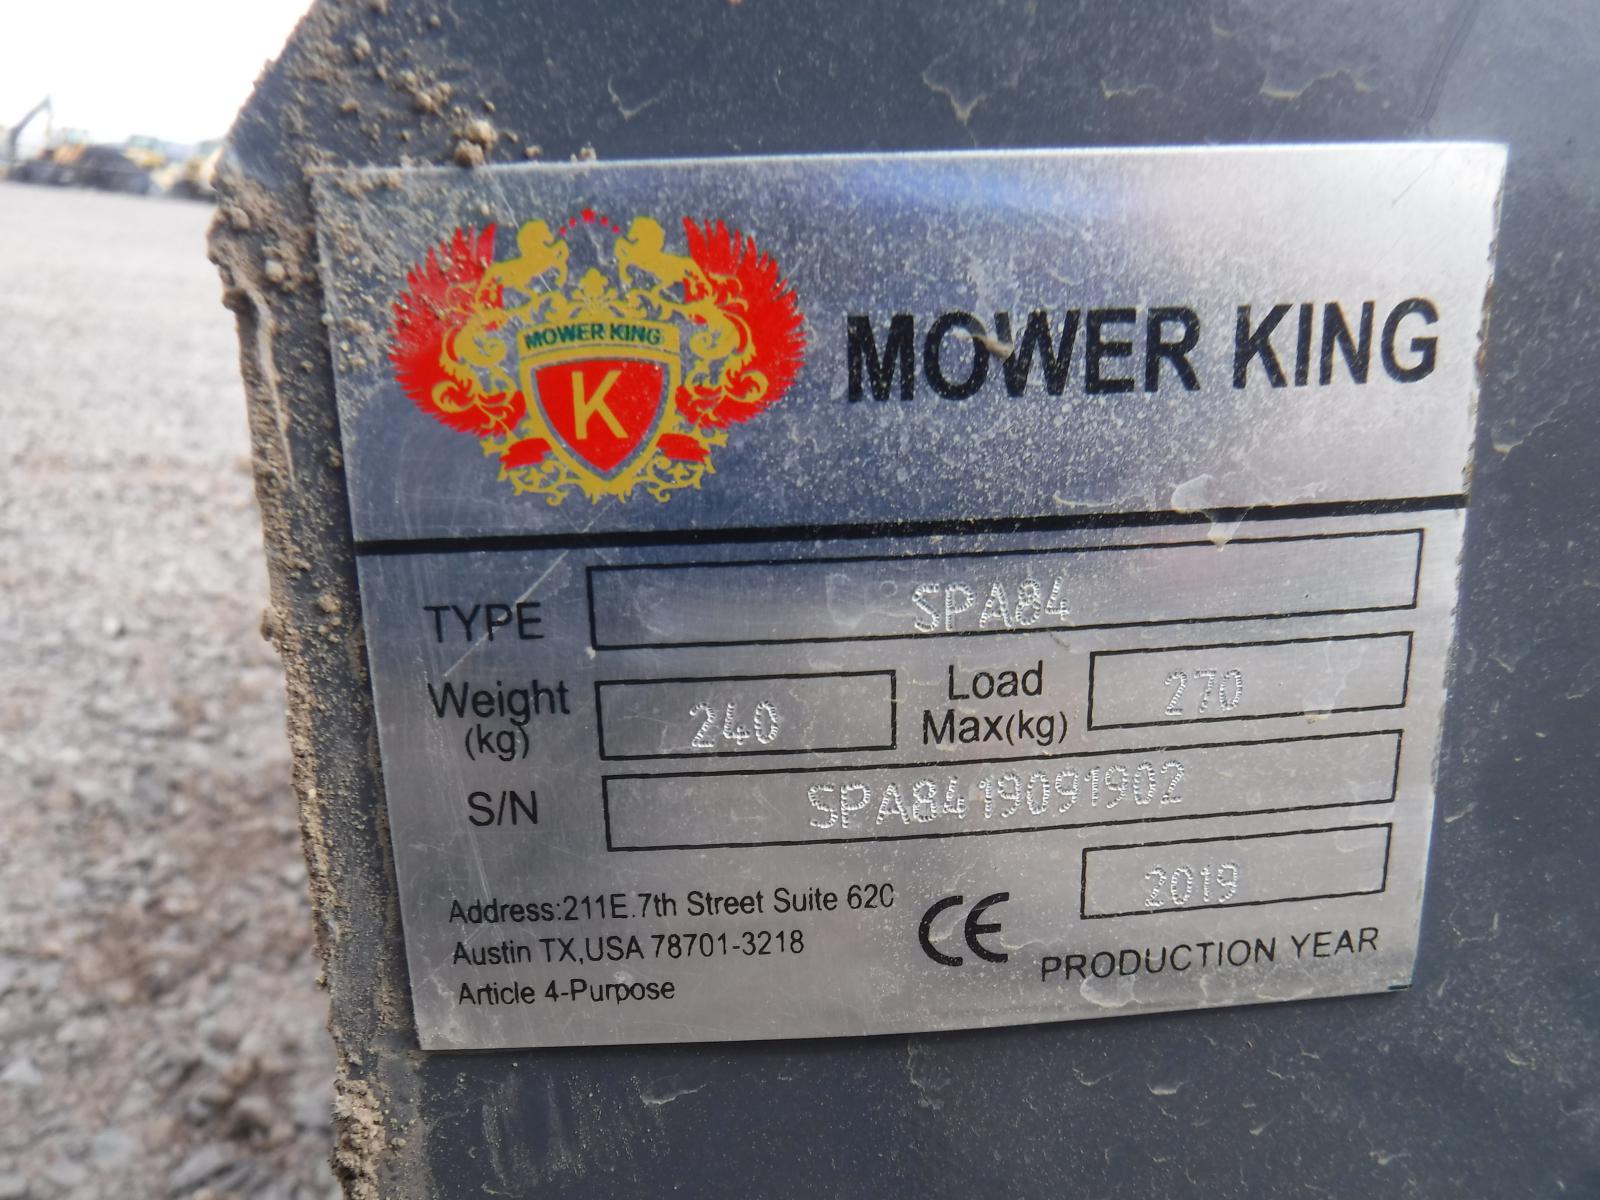 MOWER KING
K
MOWER KING
TYPE SPA84
Weight (kg) 240 Load Max(kg) 270
S/N SPA8419091902
2019
PRODUCTION YEAR
CE
Address:211E.7th Street Suite 620
Austin TX,USA 78701-3218
Article 4-Purpose